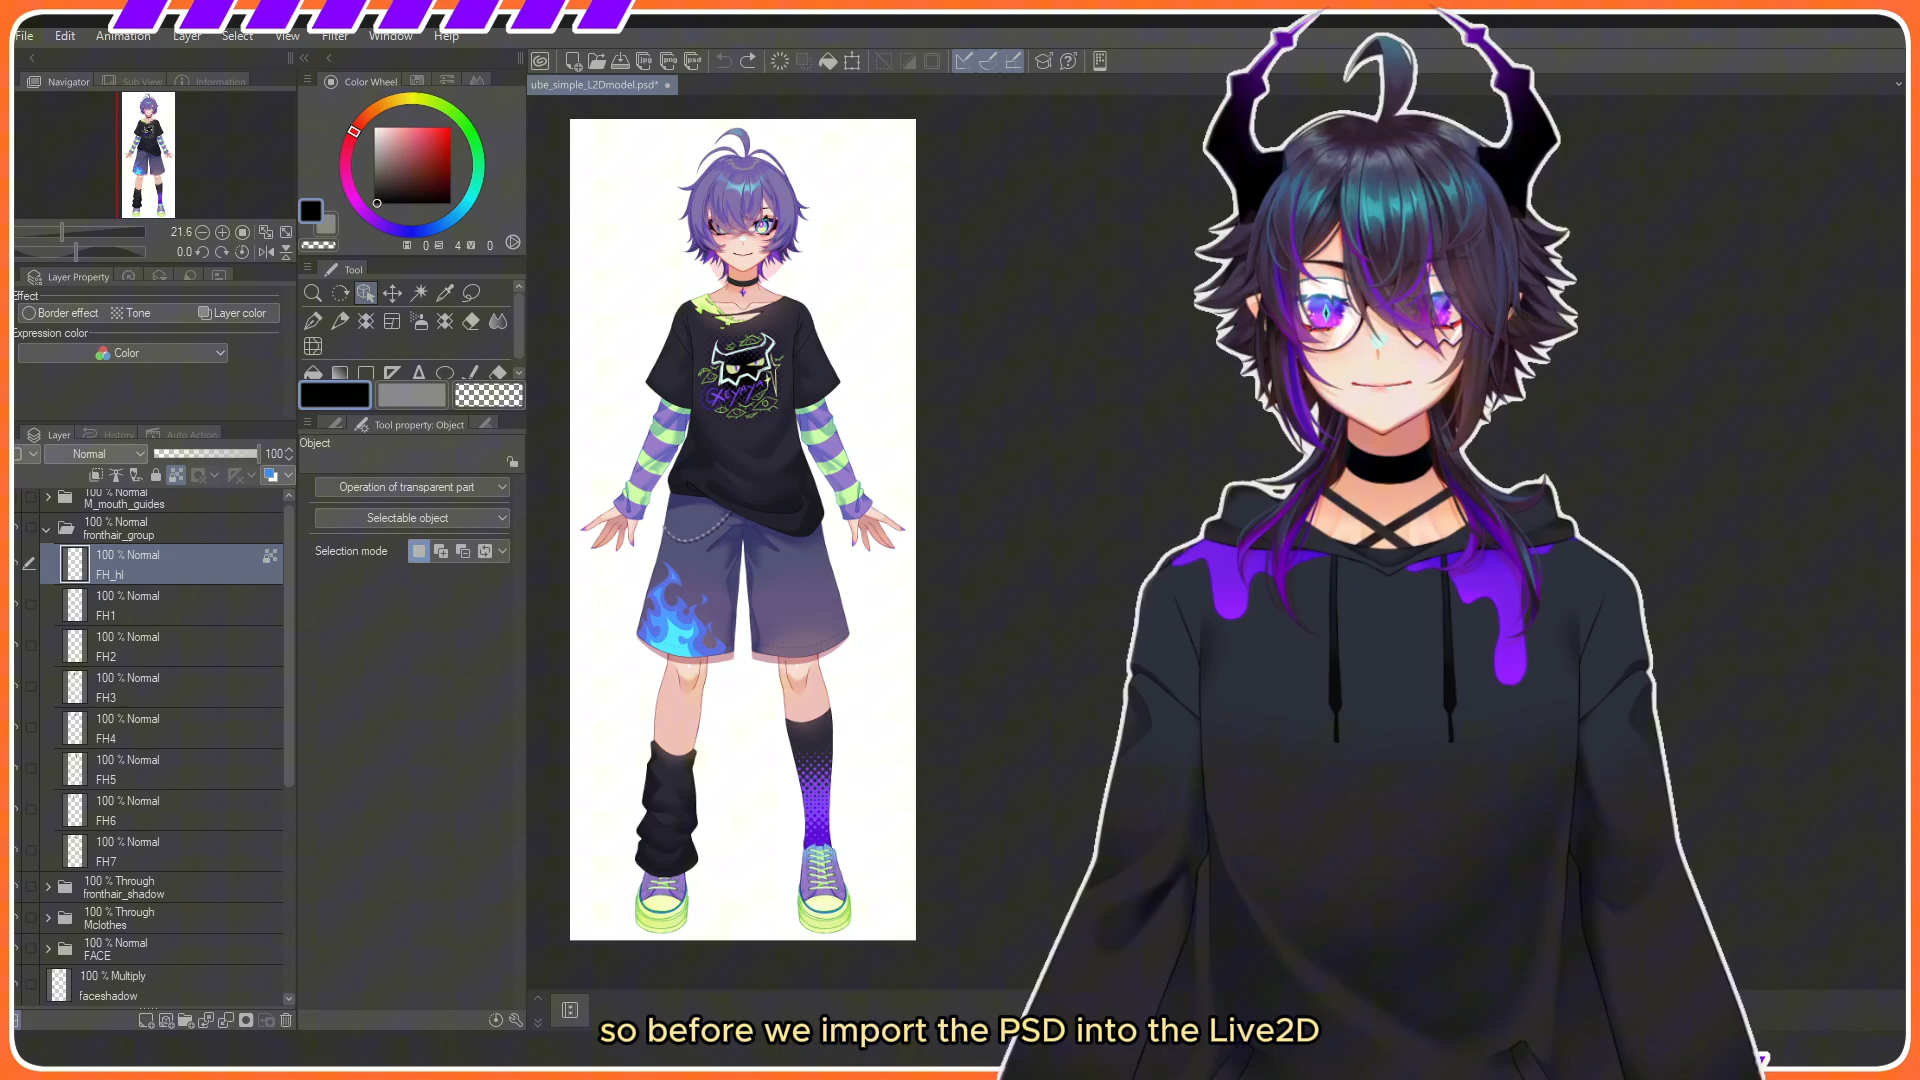 File Edit Animation Layer Select View Filter Window Help
Navigator Sub View Information
Color Wheel
ube_simple_L2Dmodel.psd*
21.6
0.0
0 4 0
Layer Property
Tool
Effect
Border effect Tone Layer color
Expression color
Color
Tool property: Object
Layer History Auto Action
Object
Normal 100
Operation of transparent part
Selectable object
Selection mode
100 % Normal
M_mouth_guides
100 % Normal
fronthair_group
100 % Normal
FH_hl
100 % Normal
FH1
100 % Normal
FH2
100 % Normal
FH3
100 % Normal
FH4
100 % Normal
FH5
100 % Normal
FH6
100 % Normal
FH7
100 % Through
fronthair_shadow
100 % Through
Mclothes
100 % Normal
FACE
100 % Multiply
faceshadow
so before we import the PSD into the Live2D